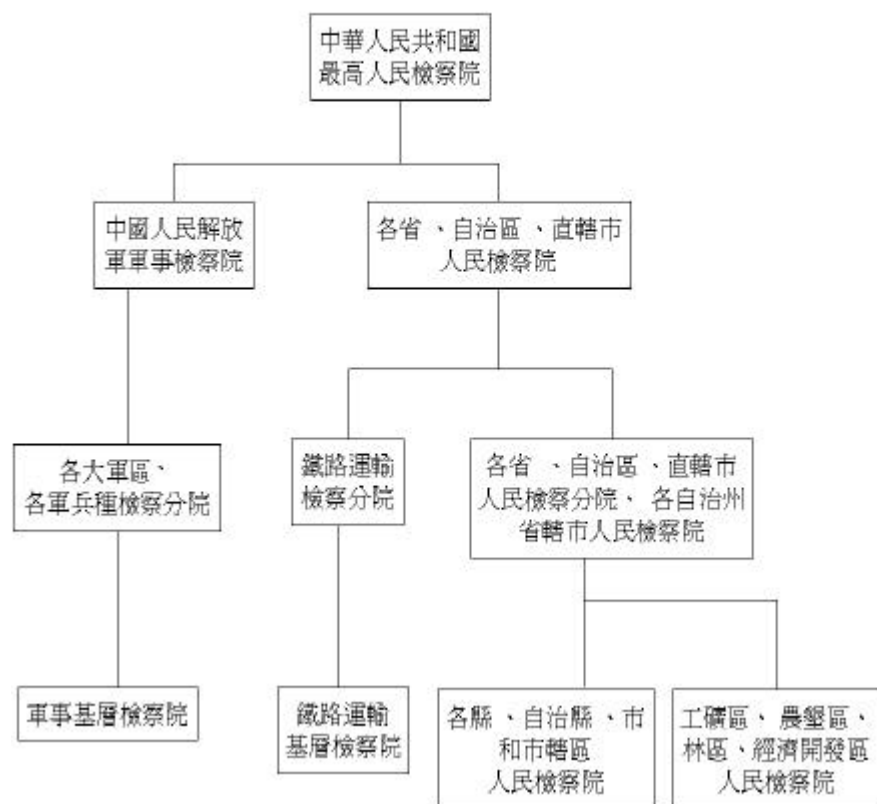 中華人民共和國
最高人民檢察院
中國人民解放
軍軍事檢察院
各省 、自治區 、直轄市
人民檢察院
各大軍區、
各軍兵種檢察分院
鐵路運輸
檢察分院
各省 、自治區 、直轄市
人民檢察分院、各自治州
省轄市人民檢察院
軍事基層檢察院
鐵路運輸
基層檢察院
各縣 、自治縣 、市
和市轄區
人民檢察院
工礦區、農墾區、
林區、經濟開發區
人民檢察院